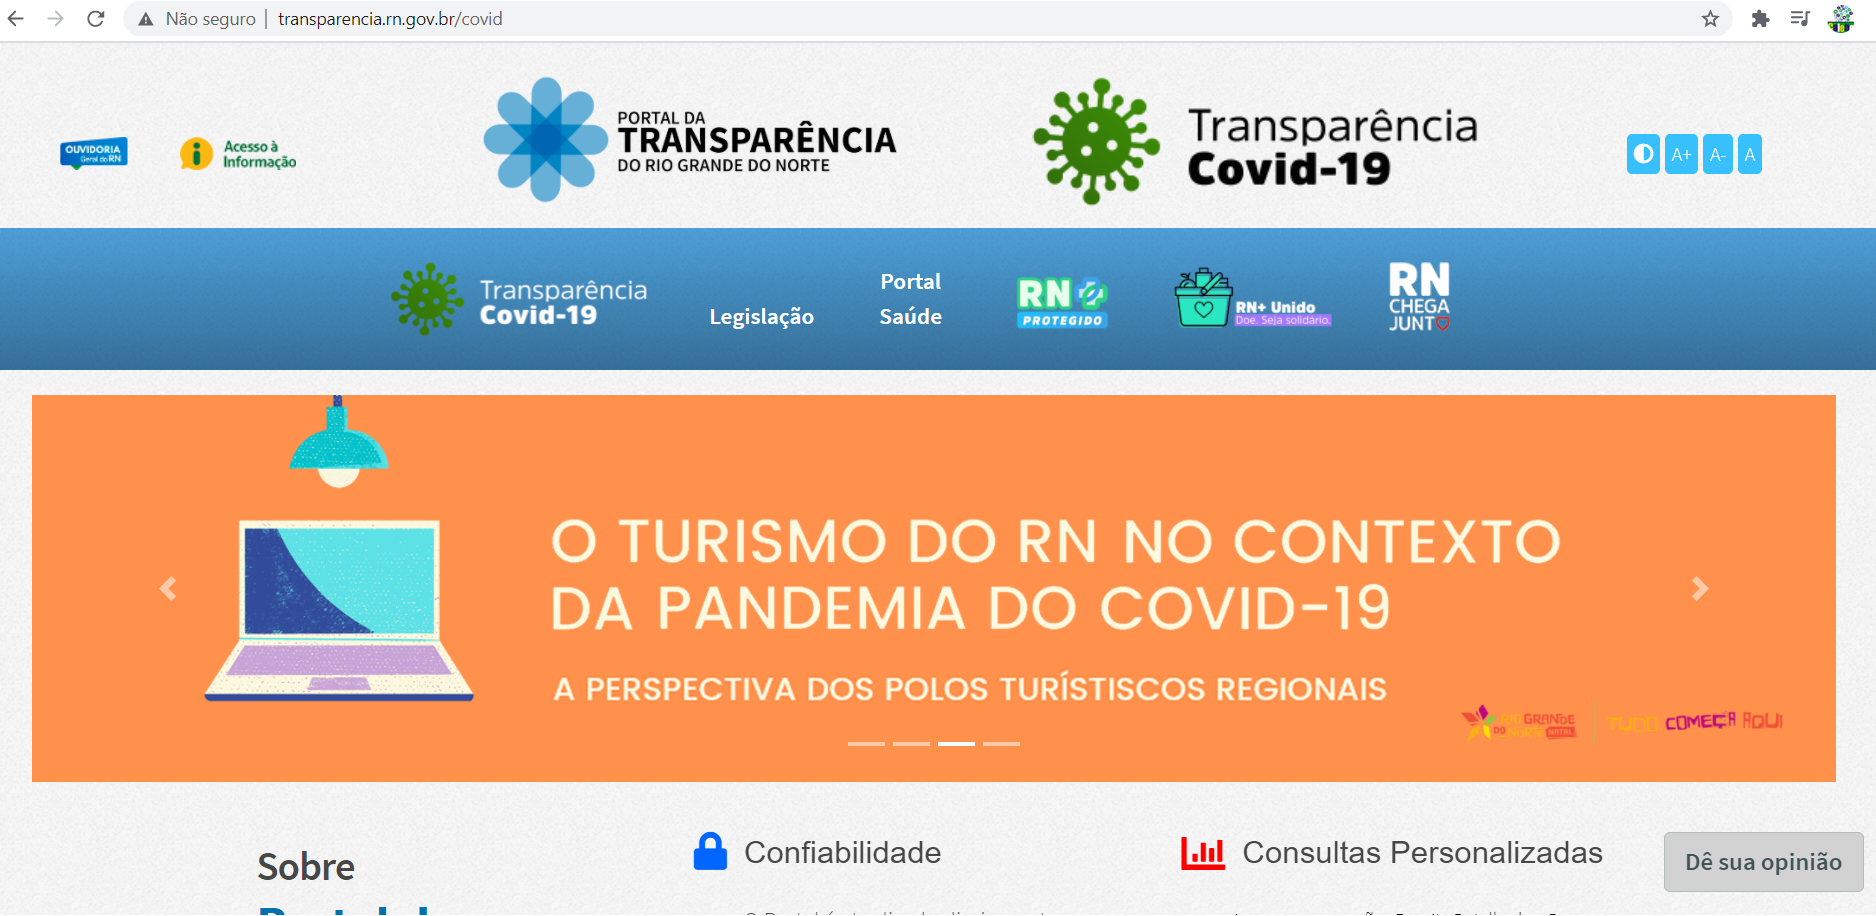 Não seguro | transparencia.rn.gov.br/covid
OUVIDORIA
Geral do RN
Acesso à
Informação
PORTAL DA
TRANSPARÊNCIA
DO RIO GRANDE DO NORTE
Transparência
Covid-19
A+ A- A
Transparência
Covid-19
Legislação
Portal
Saúde
RN
PROTEGIDO
RN+ Unido
Doe. Seja solidário.
RN
CHEGA
JUNTO
O TURISMO DO RN NO CONTEXTO
DA PANDEMIA DO COVID-19
A PERSPECTIVA DOS POLOS TURÍSTISCOS REGIONAIS
RIO GRANDE
DO NORTE NATAL
TUDO COMEÇA AQUI
Sobre
Confiabilidade
Consultas Personalizadas
Dê sua opinião